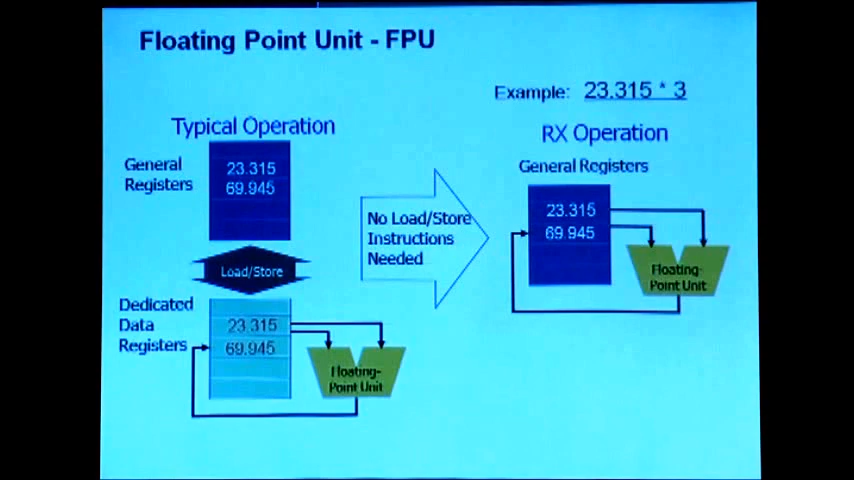 Floating Point Unit - FPU
Example: 23.315 * 3
Typical Operation
RX Operation
General
Registers
23.315
69.945
Load/Store
Dedicated
Data
Registers
23.315
69.945
Floating-
Point Unit
No Load/Store
Instructions
Needed
General Registers
23.315
69.945
Floating-
Point Unit